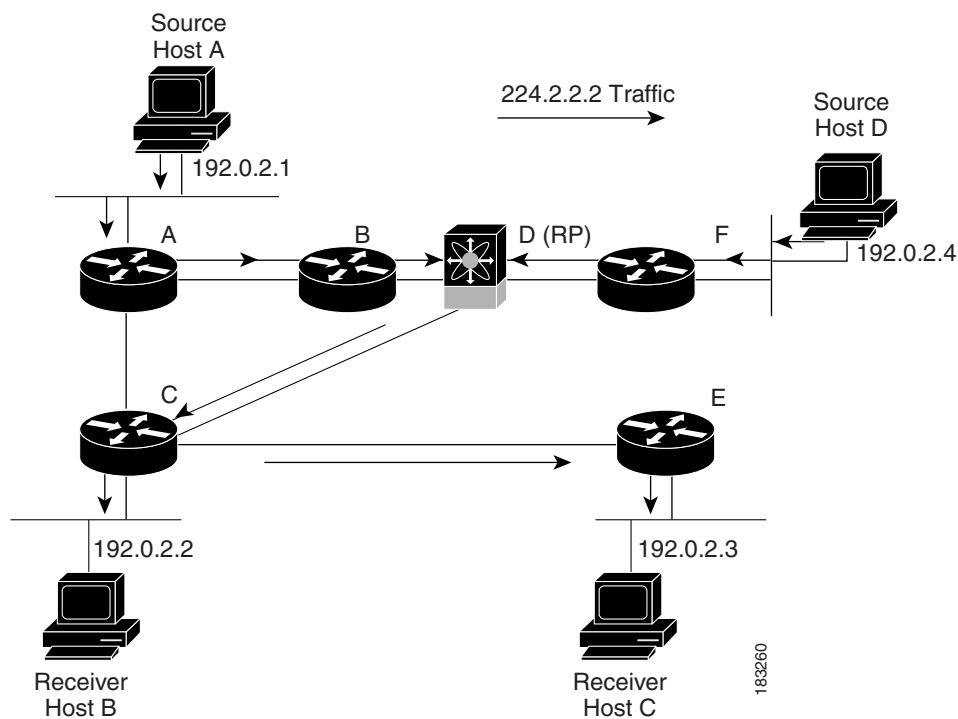 Source
Host A
224.2.2.2 Traffic
Source
Host D
192.0.2.1
A
B
D (RP)
F
192.0.2.4
C
E
192.0.2.2
192.0.2.3
Receiver
Host B
Receiver
Host C
183260